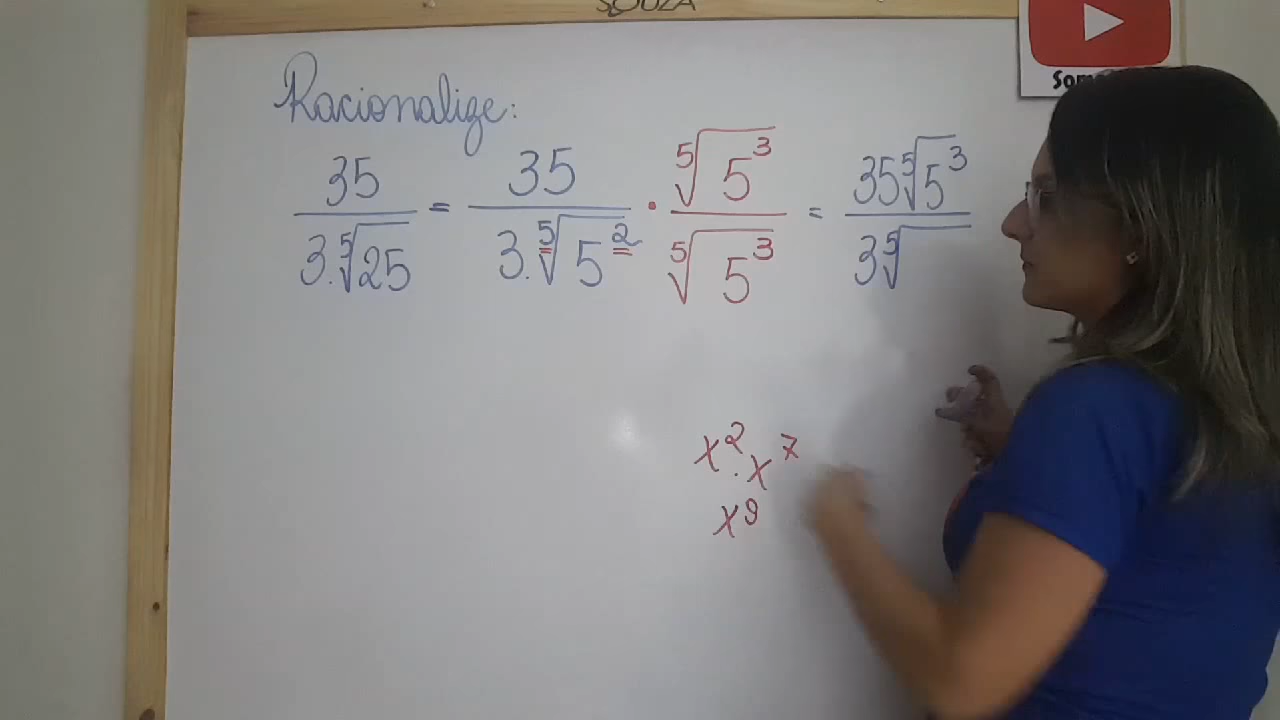 SOUZA
Racionalize:
35/(3.⁵√25) = 35/(3.⁵√5²) · ⁵√5³/⁵√5³ = 35⁵√5³/3⁵√
x² . x⁷
x⁹